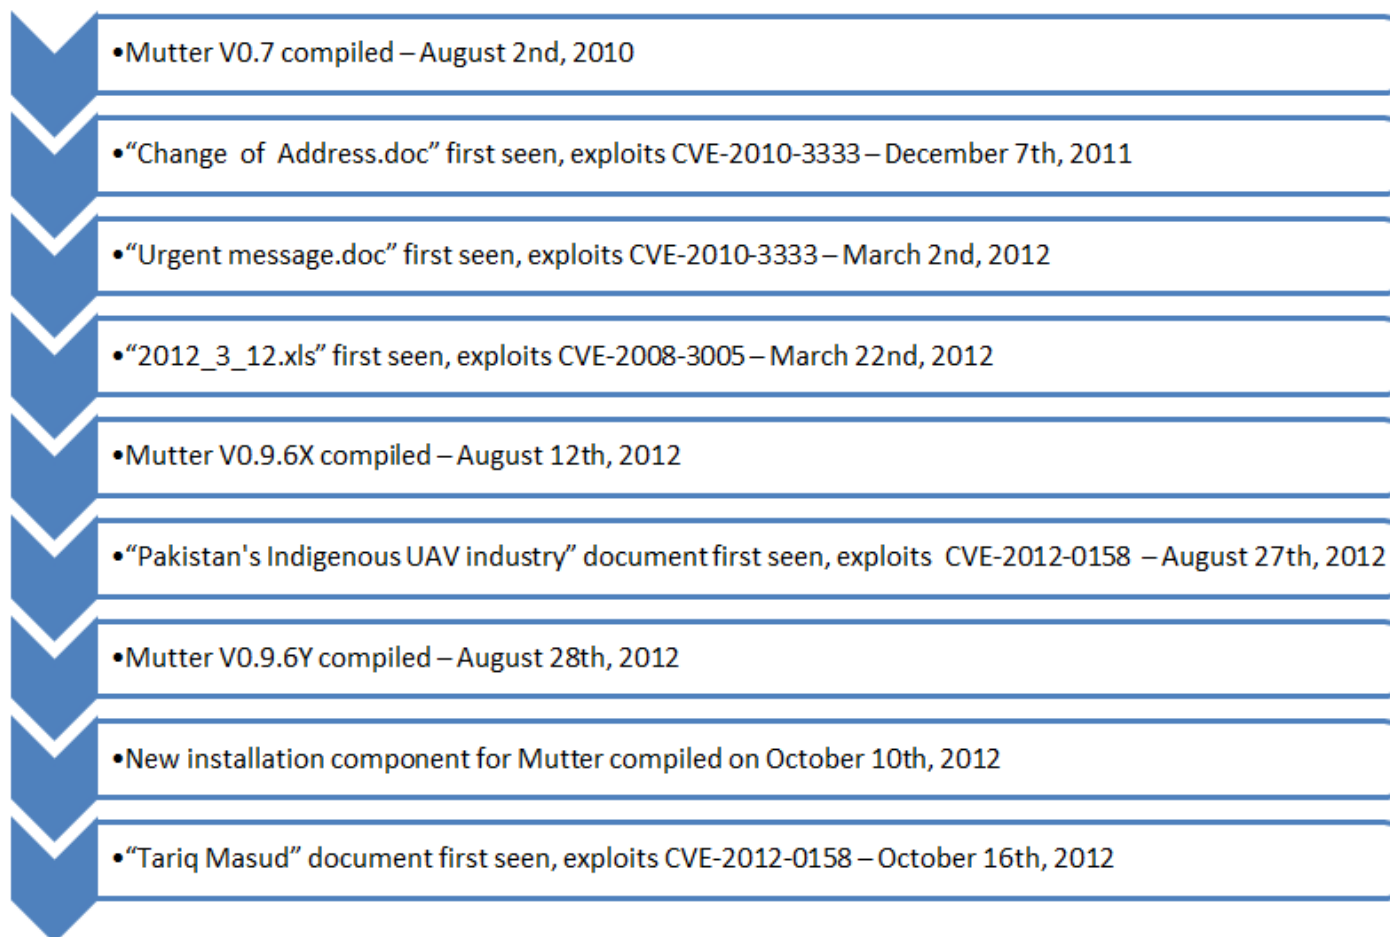 •Mutter V0.7 compiled – August 2nd, 2010
•“Change of Address.doc” first seen, exploits CVE-2010-3333 – December 7th, 2011
•“Urgent message.doc” first seen, exploits CVE-2010-3333 – March 2nd, 2012
•“2012_3_12.xls” first seen, exploits CVE-2008-3005 – March 22nd, 2012
•Mutter V0.9.6X compiled – August 12th, 2012
•“Pakistan's Indigenous UAV industry” document first seen, exploits CVE-2012-0158 – August 27th, 2012
•Mutter V0.9.6Y compiled – August 28th, 2012
•New installation component for Mutter compiled on October 10th, 2012
•“Tariq Masud” document first seen, exploits CVE-2012-0158 – October 16th, 2012